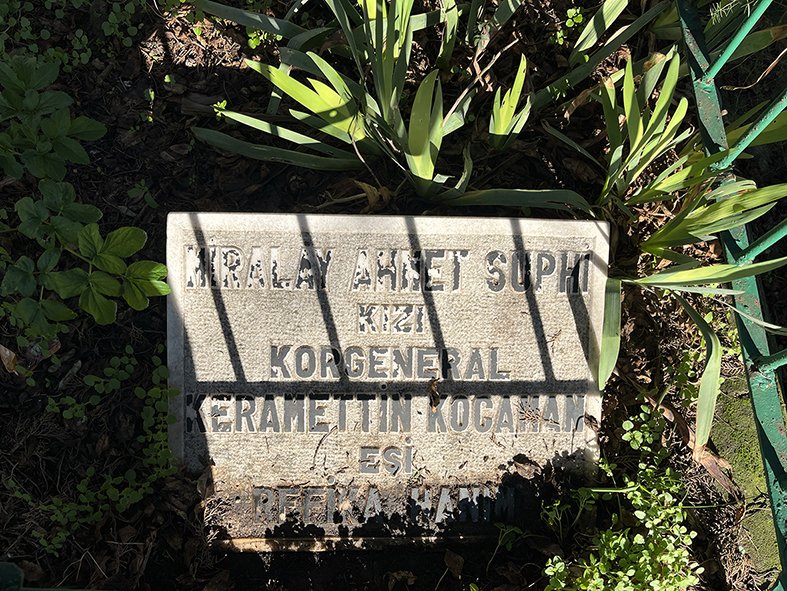 MİRALAY AHMET SUPHİ
KIZI
KORGENERAL
KERAMETTİN KOCAMAN
EŞİ
REFİKA HANIM